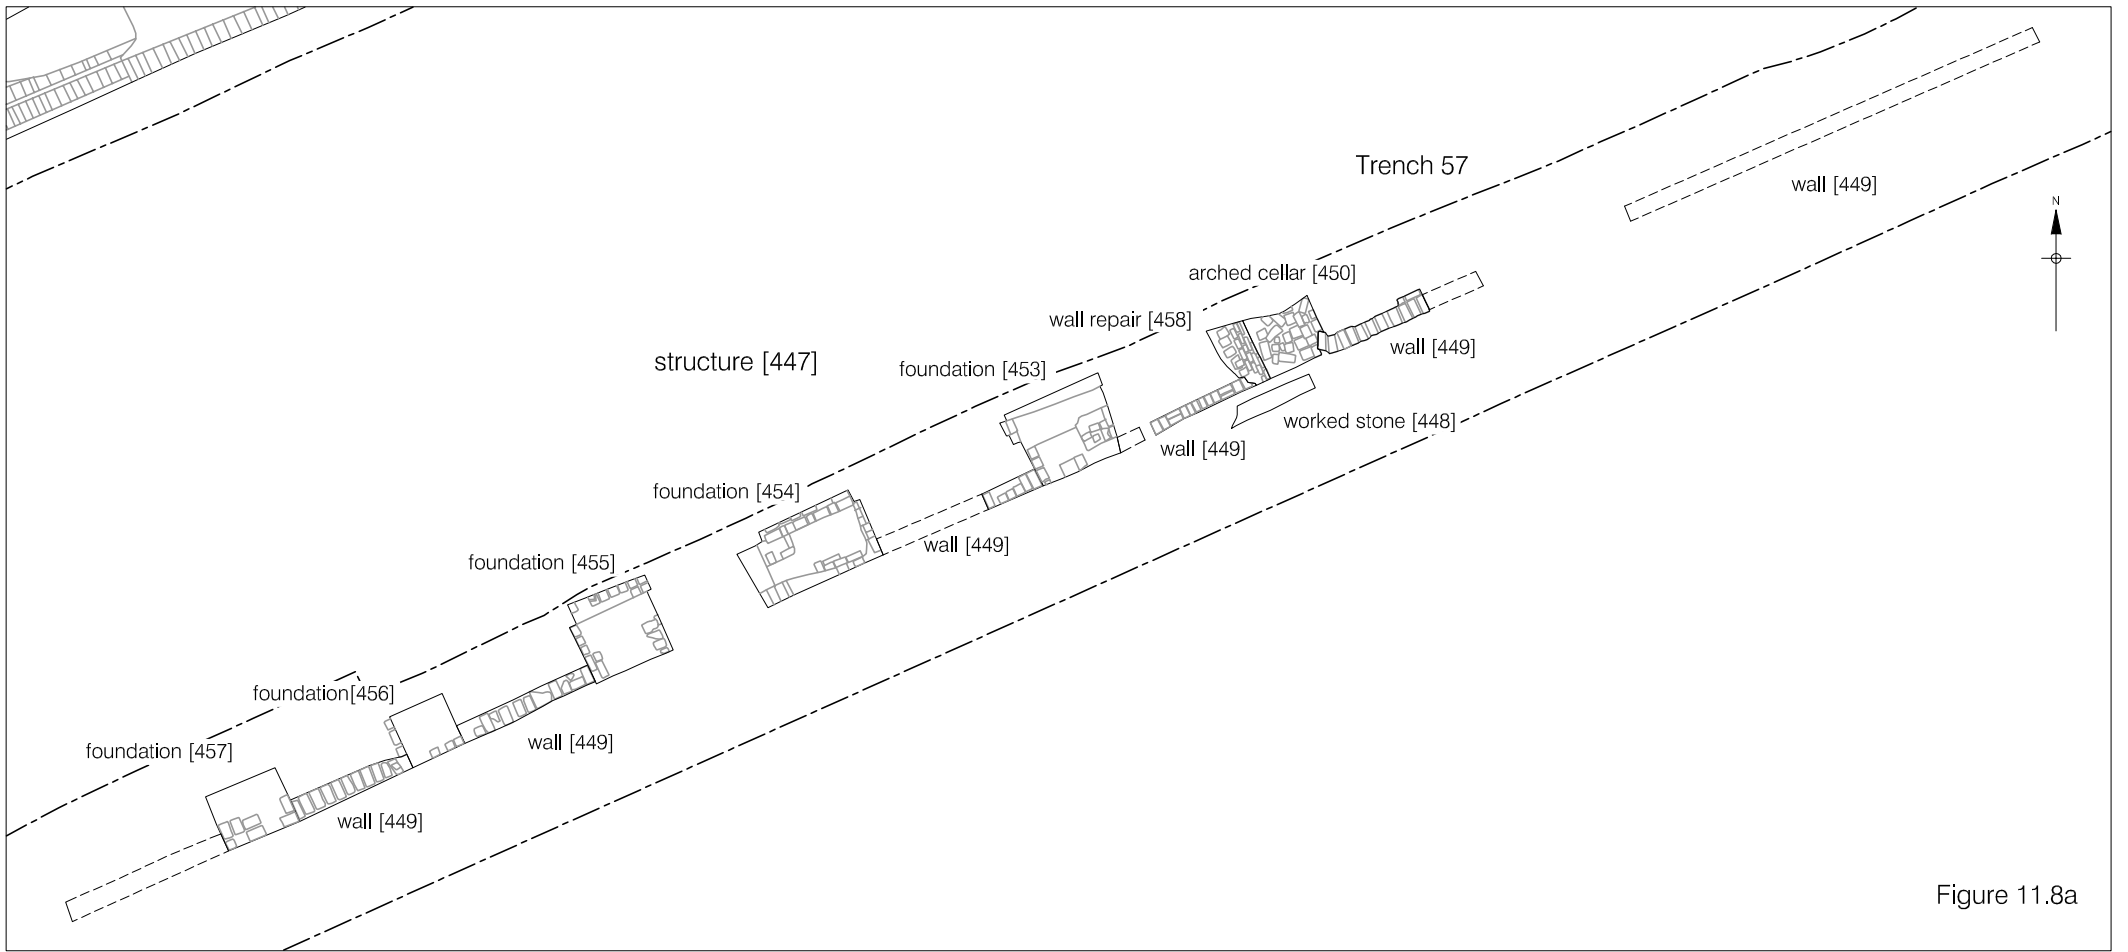 Trench 57
wall [449]
N
arched cellar [450]
wall repair [458]
wall [449]
structure [447]
foundation [453]
worked stone [448]
wall [449]
foundation [454]
wall [449]
foundation [455]
foundation[456]
wall [449]
foundation [457]
wall [449]
Figure 11.8a